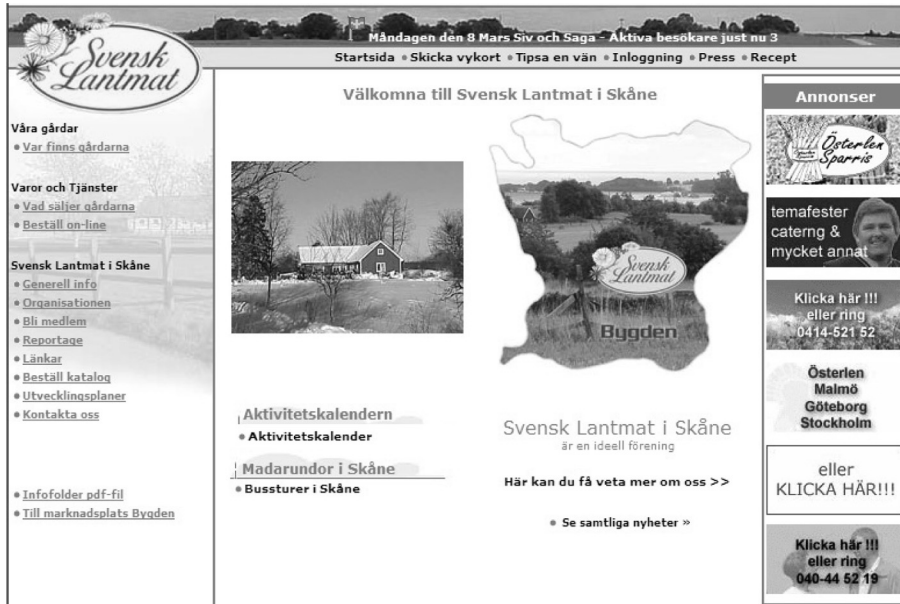 Måndagen den 8 Mars Siv och Saga - Aktiva besökare just nu 3
Startsida • Skicka vykort • Tipsa en vän • Inloggning • Press • Recept
Svensk
Lantmat
Våra gårdar
• Var finns gårdarna
Varor och Tjänster
• Vad säljer gårdarna
• Beställ on-line
Svensk Lantmat i Skåne
• Generell info
• Organisationen
• Bli medlem
• Reportage
• Länkar
• Beställ katalog
• Utvecklingsplaner
• Kontakta oss
• Infofolder pdf-fil
• Till marknadsplats Bygden
Välkomna till Svensk Lantmat i Skåne
Svensk
Lantmat
Bygden
Aktivitetskalendern
• Aktivitetskalender
Madarundor i Skåne
• Bussturer i Skåne
Svensk Lantmat i Skåne
är en ideell förening
Här kan du få veta mer om oss >>
• Se samtliga nyheter »
Annonser
Österlen
Sparris
temafester
caterng &
mycket annat
Klicka här !!!
eller ring
0414-521 52
Österlen
Malmö
Göteborg
Stockholm
eller
KLICKA HÄR!!!
Klicka här !!!
eller ring
040-44 52 19